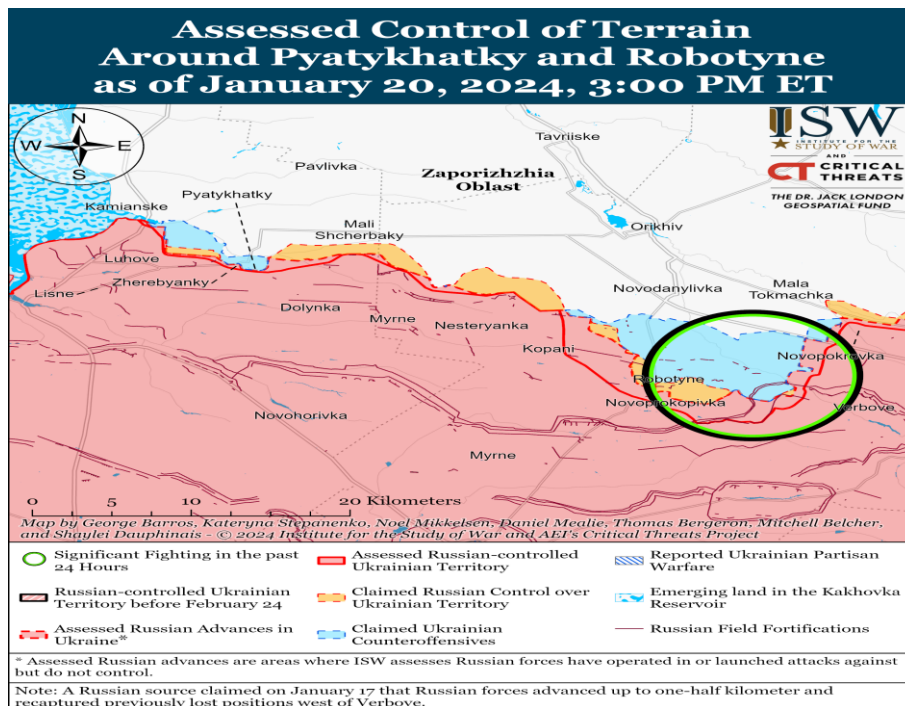 Assessed Control of Terrain
Around Pyatykhatky and Robotyne
as of January 20, 2024, 3:00 PM ET
N
W
E
S
ISW
INSTITUTE FOR THE
STUDY OF WAR
AND
CT CRITICAL
THREATS
THE DR. JACK LONDON
GEOSPATIAL FUND
Tavriiske
Pavlivka
Zaporizhzhia
Oblast
Pyatykhatky
Kamianske
Mali
Shcherbaky
Orikhiv
Luhove
Zherebyanky
Lisne
Novodanylivka
Mala
Tokmachka
Dolynka
Myrne
Nesteryanka
Kopani
Novopokrovka
Robotyne
Novoprokopivka
Verbove
Novohorivka
Myrne
0 5 10 20 Kilometers
Map by George Barros, Kateryna Stepanenko, Noel Mikkelsen, Daniel Mealie, Thomas Bergeron, Mitchell Belcher,
and Shaylei Dauphinais - © 2024 Institute for the Study of War and AEI's Critical Threats Project
Significant Fighting in the past
24 Hours
Assessed Russian-controlled
Ukrainian Territory
Reported Ukrainian Partisan
Warfare
Russian-controlled Ukrainian
Territory before February 24
Claimed Russian Control over
Ukrainian Territory
Emerging land in the Kakhovka
Reservoir
Assessed Russian Advances in
Ukraine*
Claimed Ukrainian
Counteroffensives
Russian Field Fortifications
* Assessed Russian advances are areas where ISW assesses Russian forces have operated in or launched attacks against
but do not control.
Note: A Russian source claimed on January 17 that Russian forces advanced up to one-half kilometer and
recaptured previously lost positions west of Verbove.